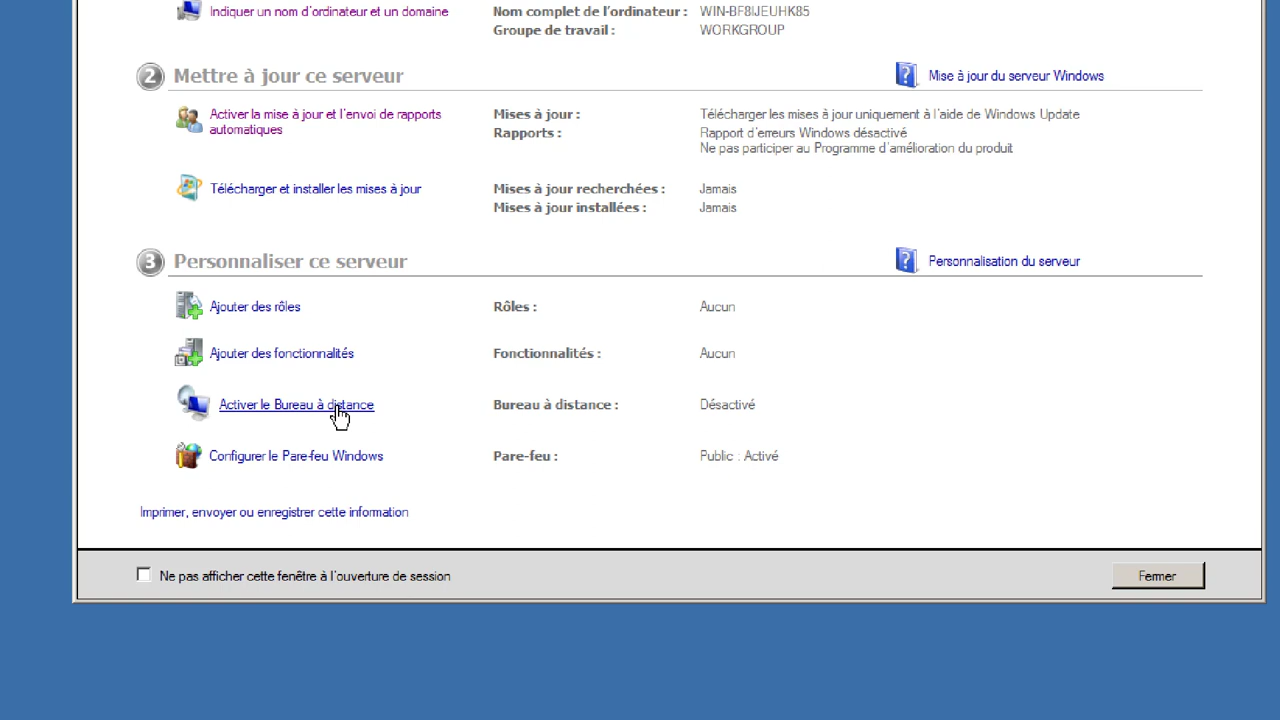 Indiquer un nom d'ordinateur et un domaine
Nom complet de l'ordinateur : WIN-BF8IJEUHK85
Groupe de travail : WORKGROUP
2 Mettre à jour ce serveur
Mise à jour du serveur Windows
Activer la mise à jour et l'envoi de rapports
automatiques
Mises à jour : Télécharger les mises à jour uniquement à l'aide de Windows Update
Rapports : Rapport d'erreurs Windows désactivé
Ne pas participer au Programme d'amélioration du produit
Télécharger et installer les mises à jour
Mises à jour recherchées : Jamais
Mises à jour installées : Jamais
3 Personnaliser ce serveur
Personnalisation du serveur
Ajouter des rôles
Rôles : Aucun
Ajouter des fonctionnalités
Fonctionnalités : Aucun
Activer le Bureau à distance
Bureau à distance : Désactivé
Configurer le Pare-feu Windows
Pare-feu : Public : Activé
Imprimer, envoyer ou enregistrer cette information
Ne pas afficher cette fenêtre à l'ouverture de session
Fermer